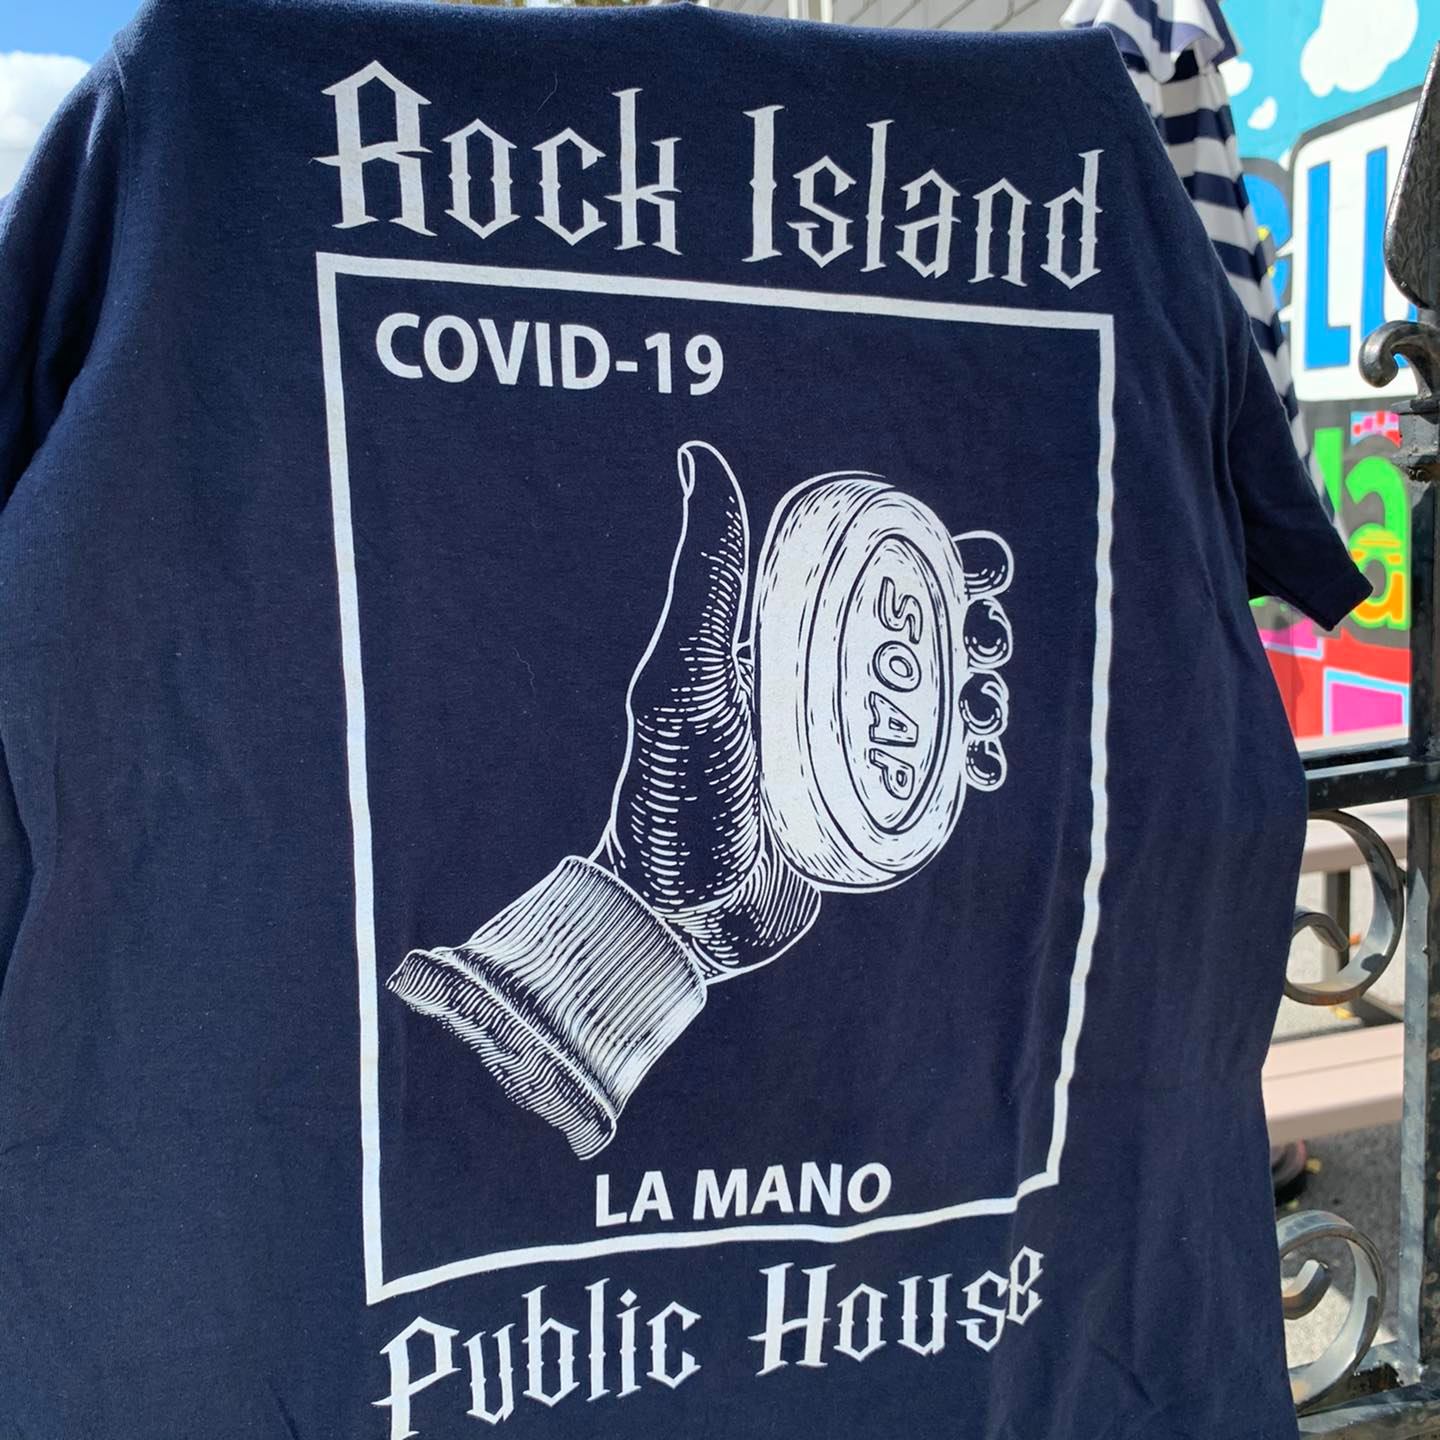 Rock Island
COVID-19
SOAP
LA MANO
Public House